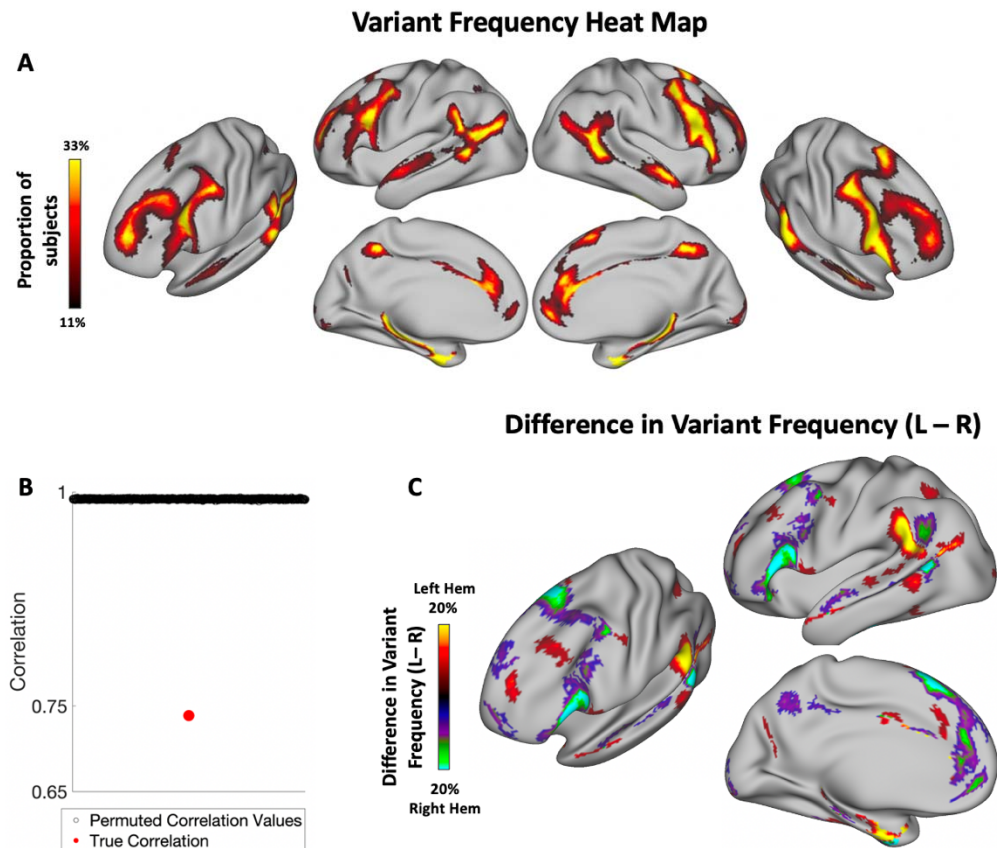 Variant Frequency Heat Map
A
33%
Proportion of
subjects
11%
Difference in Variant Frequency (L – R)
B
1
Correlation
0.75
0.65
○ Permuted Correlation Values
● True Correlation
C
Left Hem
20%
Difference in Variant
Frequency (L– R)
20%
Right Hem